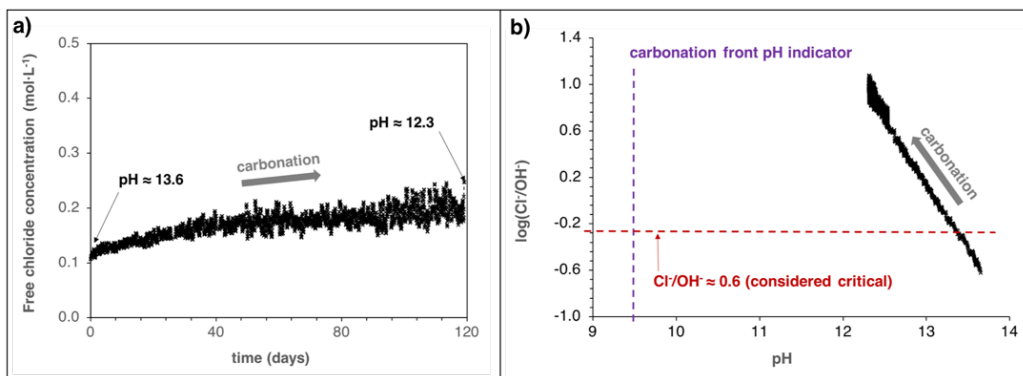 a)
Free chloride concentration (mol·L⁻¹)
0.5
0.4
0.3
0.2
0.1
0.0
pH ≈ 13.6
carbonation
pH ≈ 12.3
0
40
80
120
time (days)
b)
log(Cl⁻/OH⁻)
1.4
1.0
0.6
0.2
-0.2
-0.6
-1.0
carbonation front pH indicator
carbonation
Cl⁻/OH⁻ ≈ 0.6 (considered critical)
9
10
11
12
13
14
pH